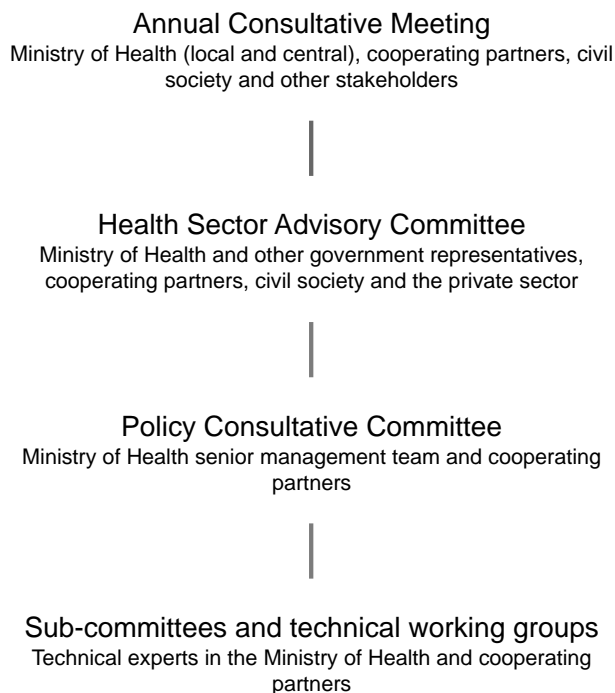 Annual Consultative Meeting
Ministry of Health (local and central), cooperating partners, civil
society and other stakeholders
Health Sector Advisory Committee
Ministry of Health and other government representatives,
cooperating partners, civil society and the private sector
Policy Consultative Committee
Ministry of Health senior management team and cooperating
partners
Sub-committees and technical working groups
Technical experts in the Ministry of Health and cooperating
partners